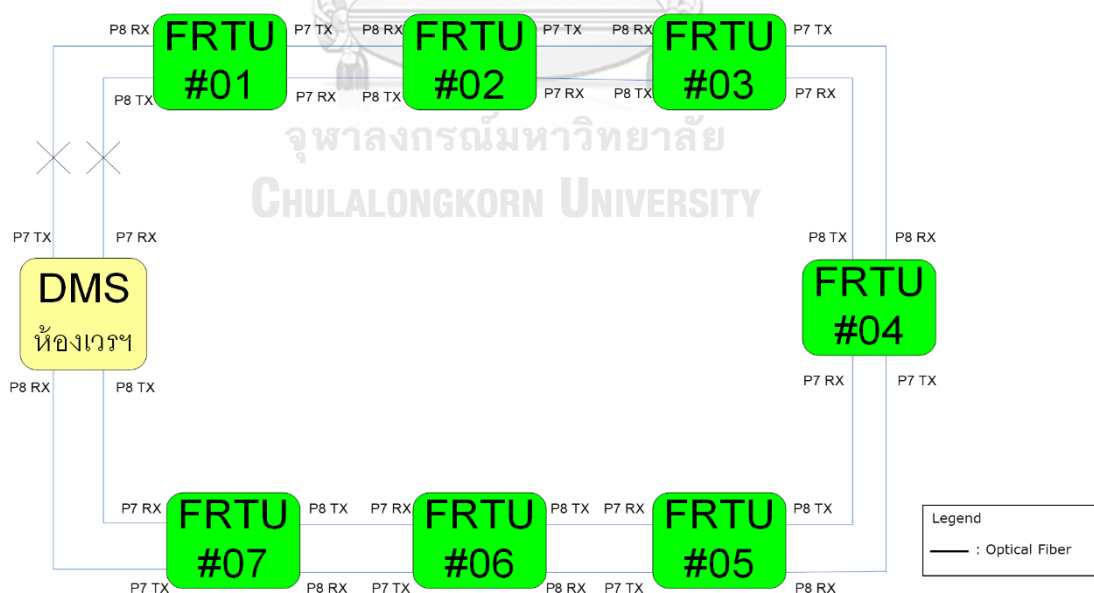 P8 RX
FRTU
#01
P7 TX
P8 RX
FRTU
#02
P7 TX
P8 RX
FRTU
#03
P7 TX
P8 TX
P7 RX
P8 TX
P7 RX
P8 TX
P7 RX
จุฬาลงกรณ์มหาวิทยาลัย
CHULALONGKORN UNIVERSITY
P7 TX
P7 RX
P8 TX
P8 RX
DMS
ห้องเวรฯ
FRTU
#04
P8 RX
P8 TX
P7 RX
P7 TX
P7 RX
FRTU
#07
P8 TX
P7 RX
FRTU
#06
P8 TX
P7 RX
FRTU
#05
P8 TX
P7 TX
P8 RX
P7 TX
P8 RX
P7 TX
P8 RX
Legend
: Optical Fiber